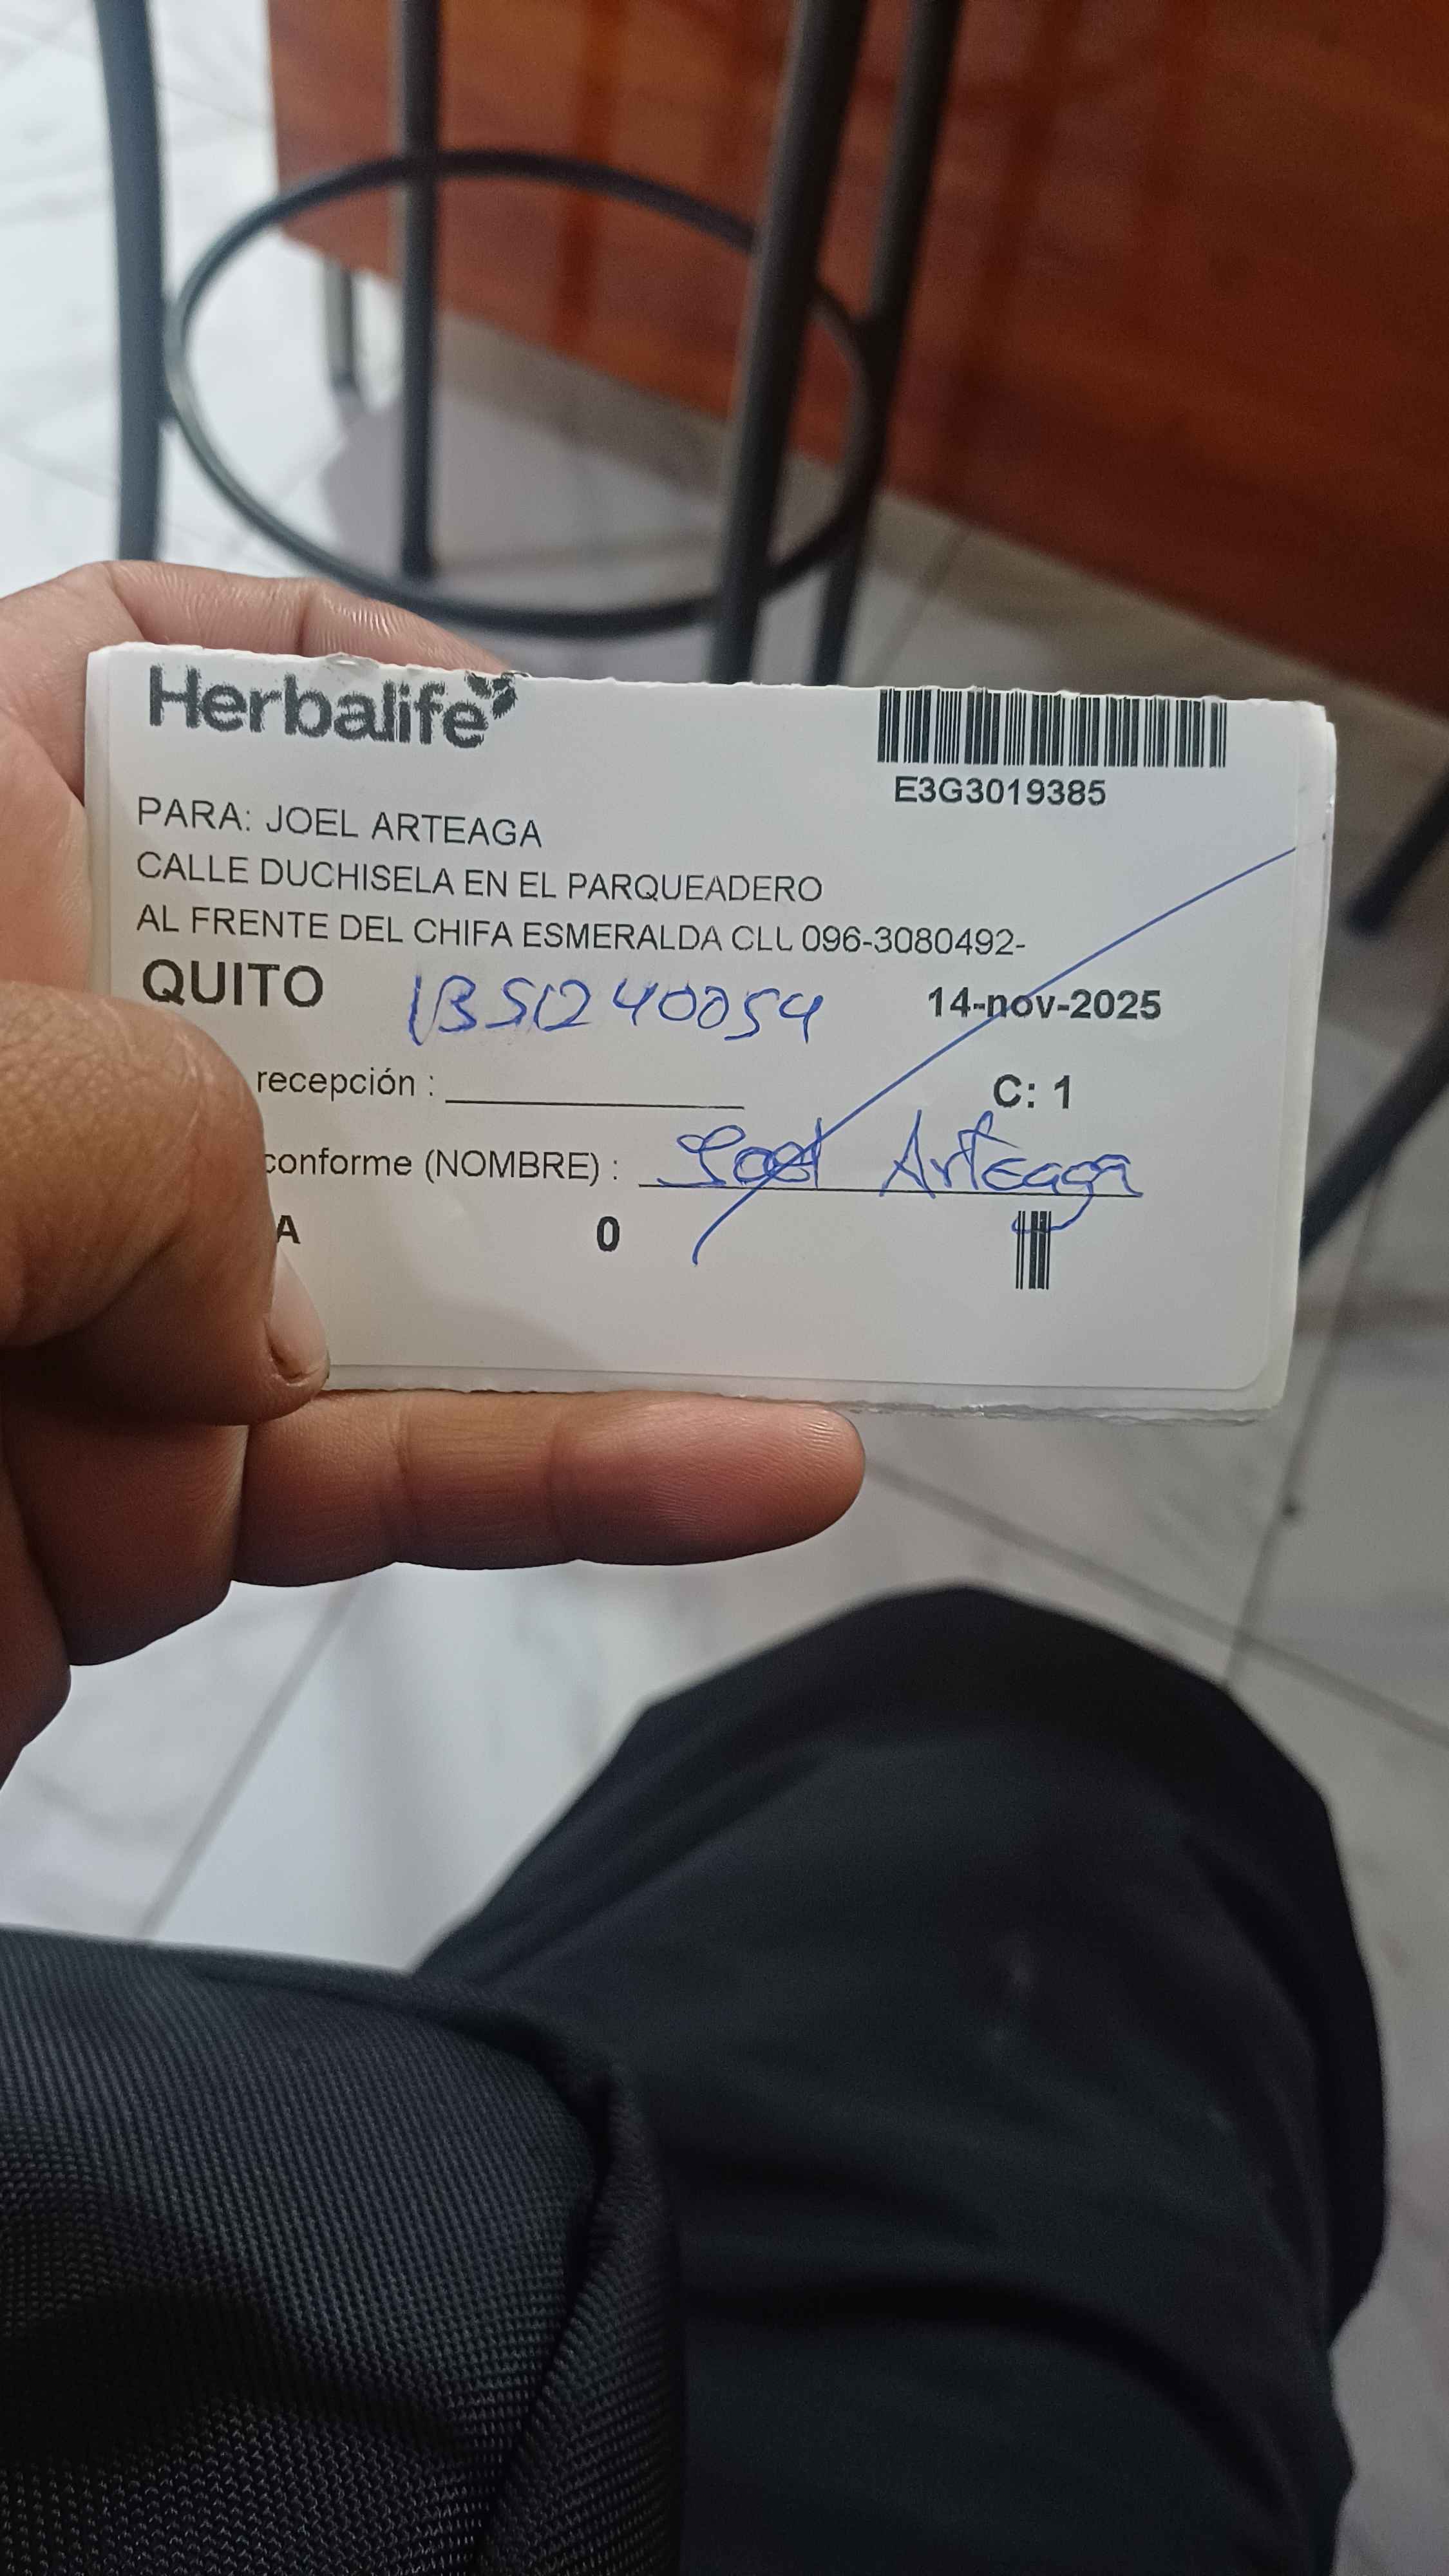 Herbalife
E3G3019385
PARA: JOEL ARTEAGA
CALLE DUCHISELA EN EL PARQUEADERO
AL FRENTE DEL CHIFA ESMERALDA CLL 096-3080492-
QUITO 14-nov-2025
recepción :
C: 1
conforme (NOMBRE) : Joel Arteaga
A 0